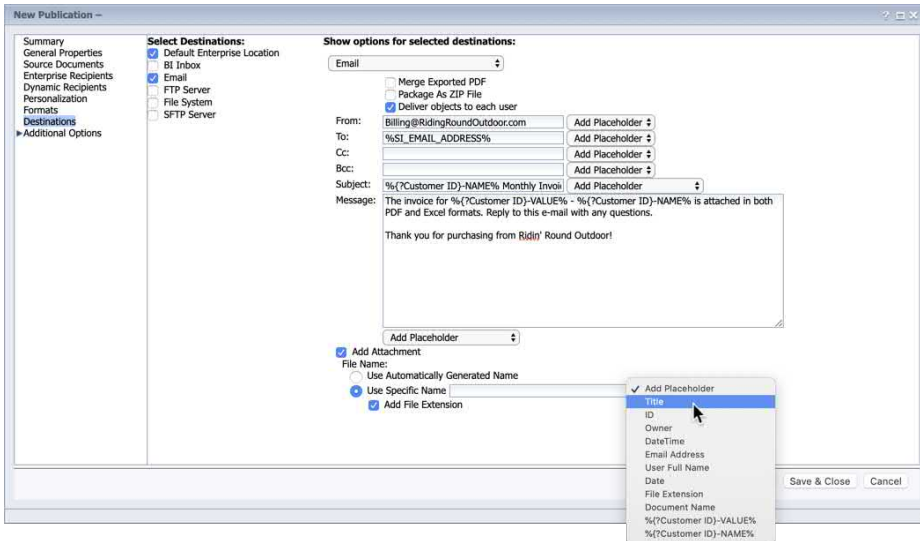 New Publication –
? □ X
Summary
General Properties
Source Documents
Enterprise Recipients
Dynamic Recipients
Personalization
Formats
Destinations
Additional Options
Select Destinations:
Default Enterprise Location
BI Inbox
Email
FTP Server
File System
SFTP Server
Show options for selected destinations:
Email
Merge Exported PDF
Package As ZIP File
Deliver objects to each user
From: Billing@RidingRoundOutdoor.com Add Placeholder
To: %SI_EMAIL_ADDRESS% Add Placeholder
Cc: Add Placeholder
Bcc: Add Placeholder
Subject: %{?Customer ID}-NAME% Monthly Invoi Add Placeholder
Message: The invoice for %{?Customer ID}-VALUE% - %{?Customer ID}-NAME% is attached in both
PDF and Excel formats. Reply to this e-mail with any questions.
Thank you for purchasing from Ridin' Round Outdoor!
Add Placeholder
Add Attachment
File Name:
Use Automatically Generated Name
Use Specific Name
Add File Extension
Add Placeholder
Title
ID
Owner
DateTime
Email Address
User Full Name
Date
File Extension
Document Name
%{?Customer ID}-VALUE%
%{?Customer ID}-NAME%
Save & Close Cancel